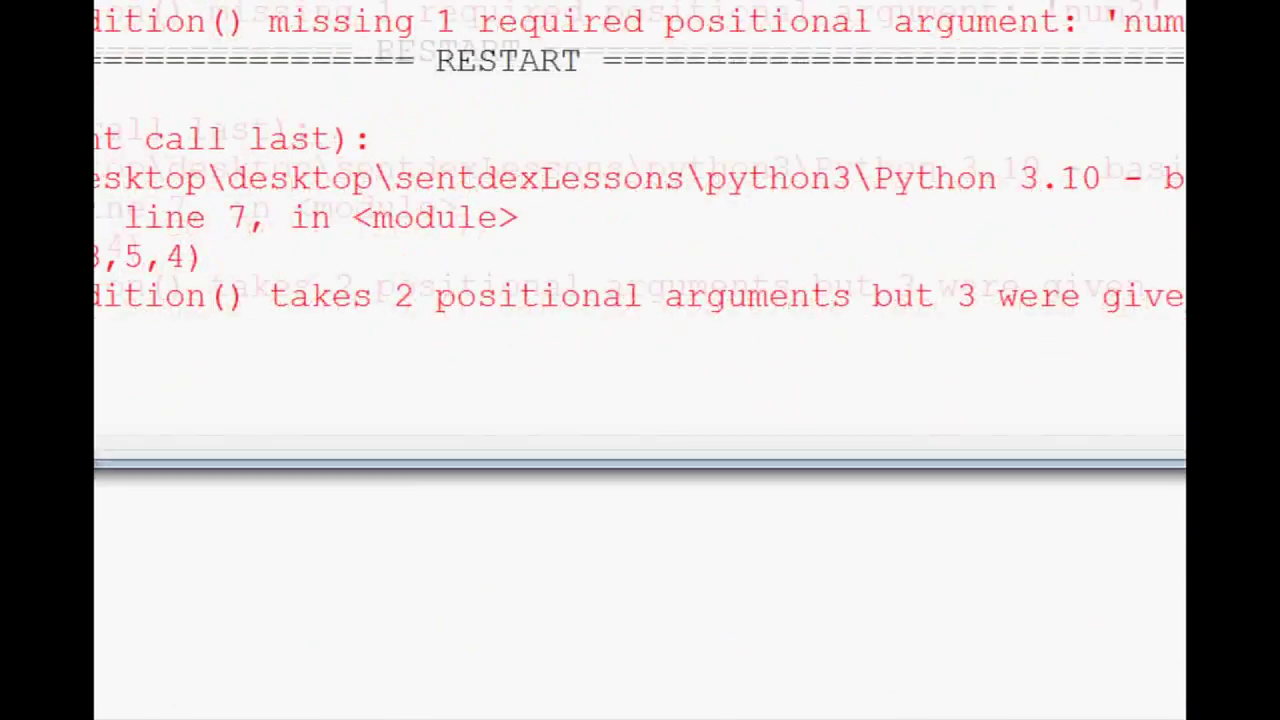 dition() missing 1 required positional argument: 'num
=============== RESTART ============================
nt call last):
esktop\desktop\sentdexLessons\python3\Python 3.10 - b
line 7, in <module>
3,5,4)
dition() takes 2 positional arguments but 3 were give